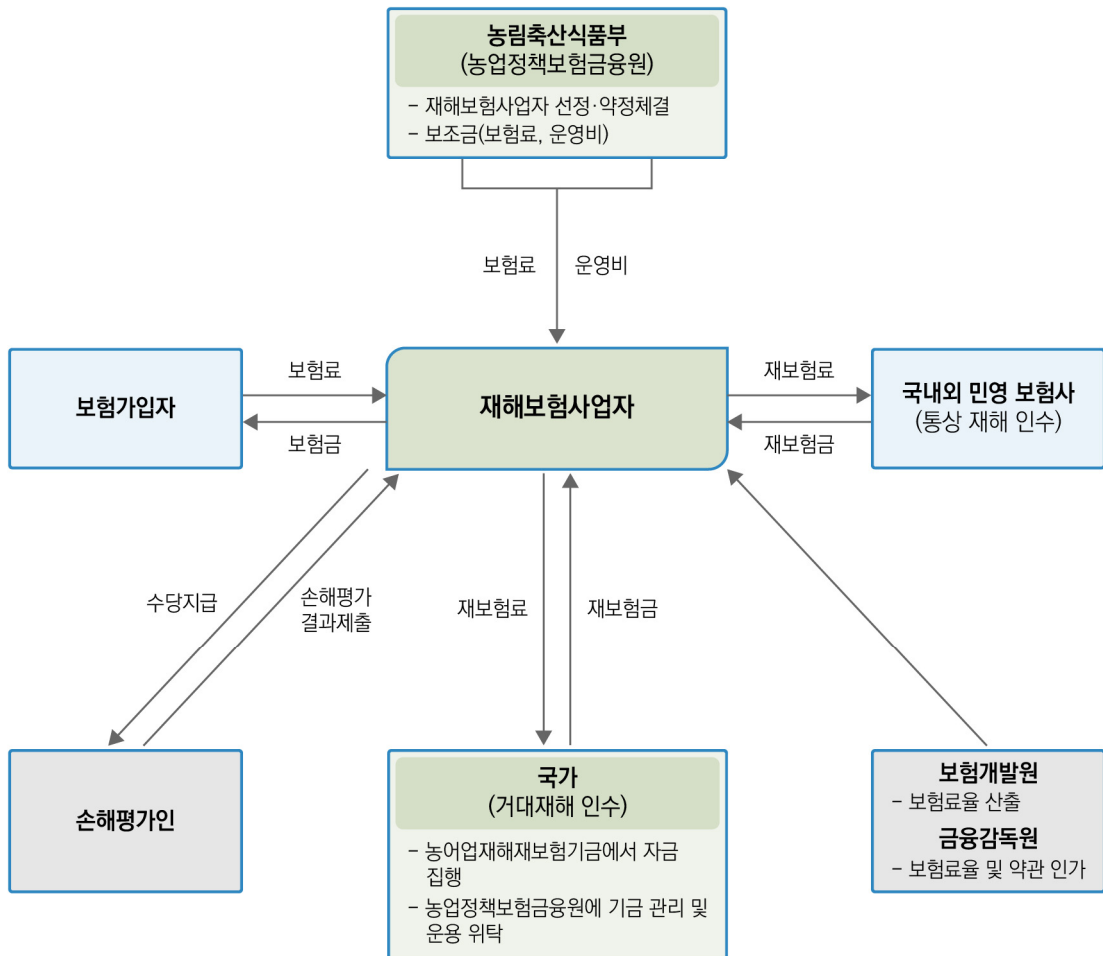 농림축산식품부
(농업정책보험금융원)
- 재해보험사업자 선정·약정체결
- 보조금(보험료, 운영비)
보험료
운영비
보험가입자
보험료
보험금
재해보험사업자
재보험료
재보험금
국내외 민영 보험사
(통상 재해 인수)
수당지급
손해평가
결과제출
재보험료
재보험금
손해평가인
국가
(거대재해 인수)
- 농어업재해재보험기금에서 자금
집행
- 농업정책보험금융원에 기금 관리 및
운용 위탁
보험개발원
- 보험료율 산출
금융감독원
- 보험료율 및 약관 인가